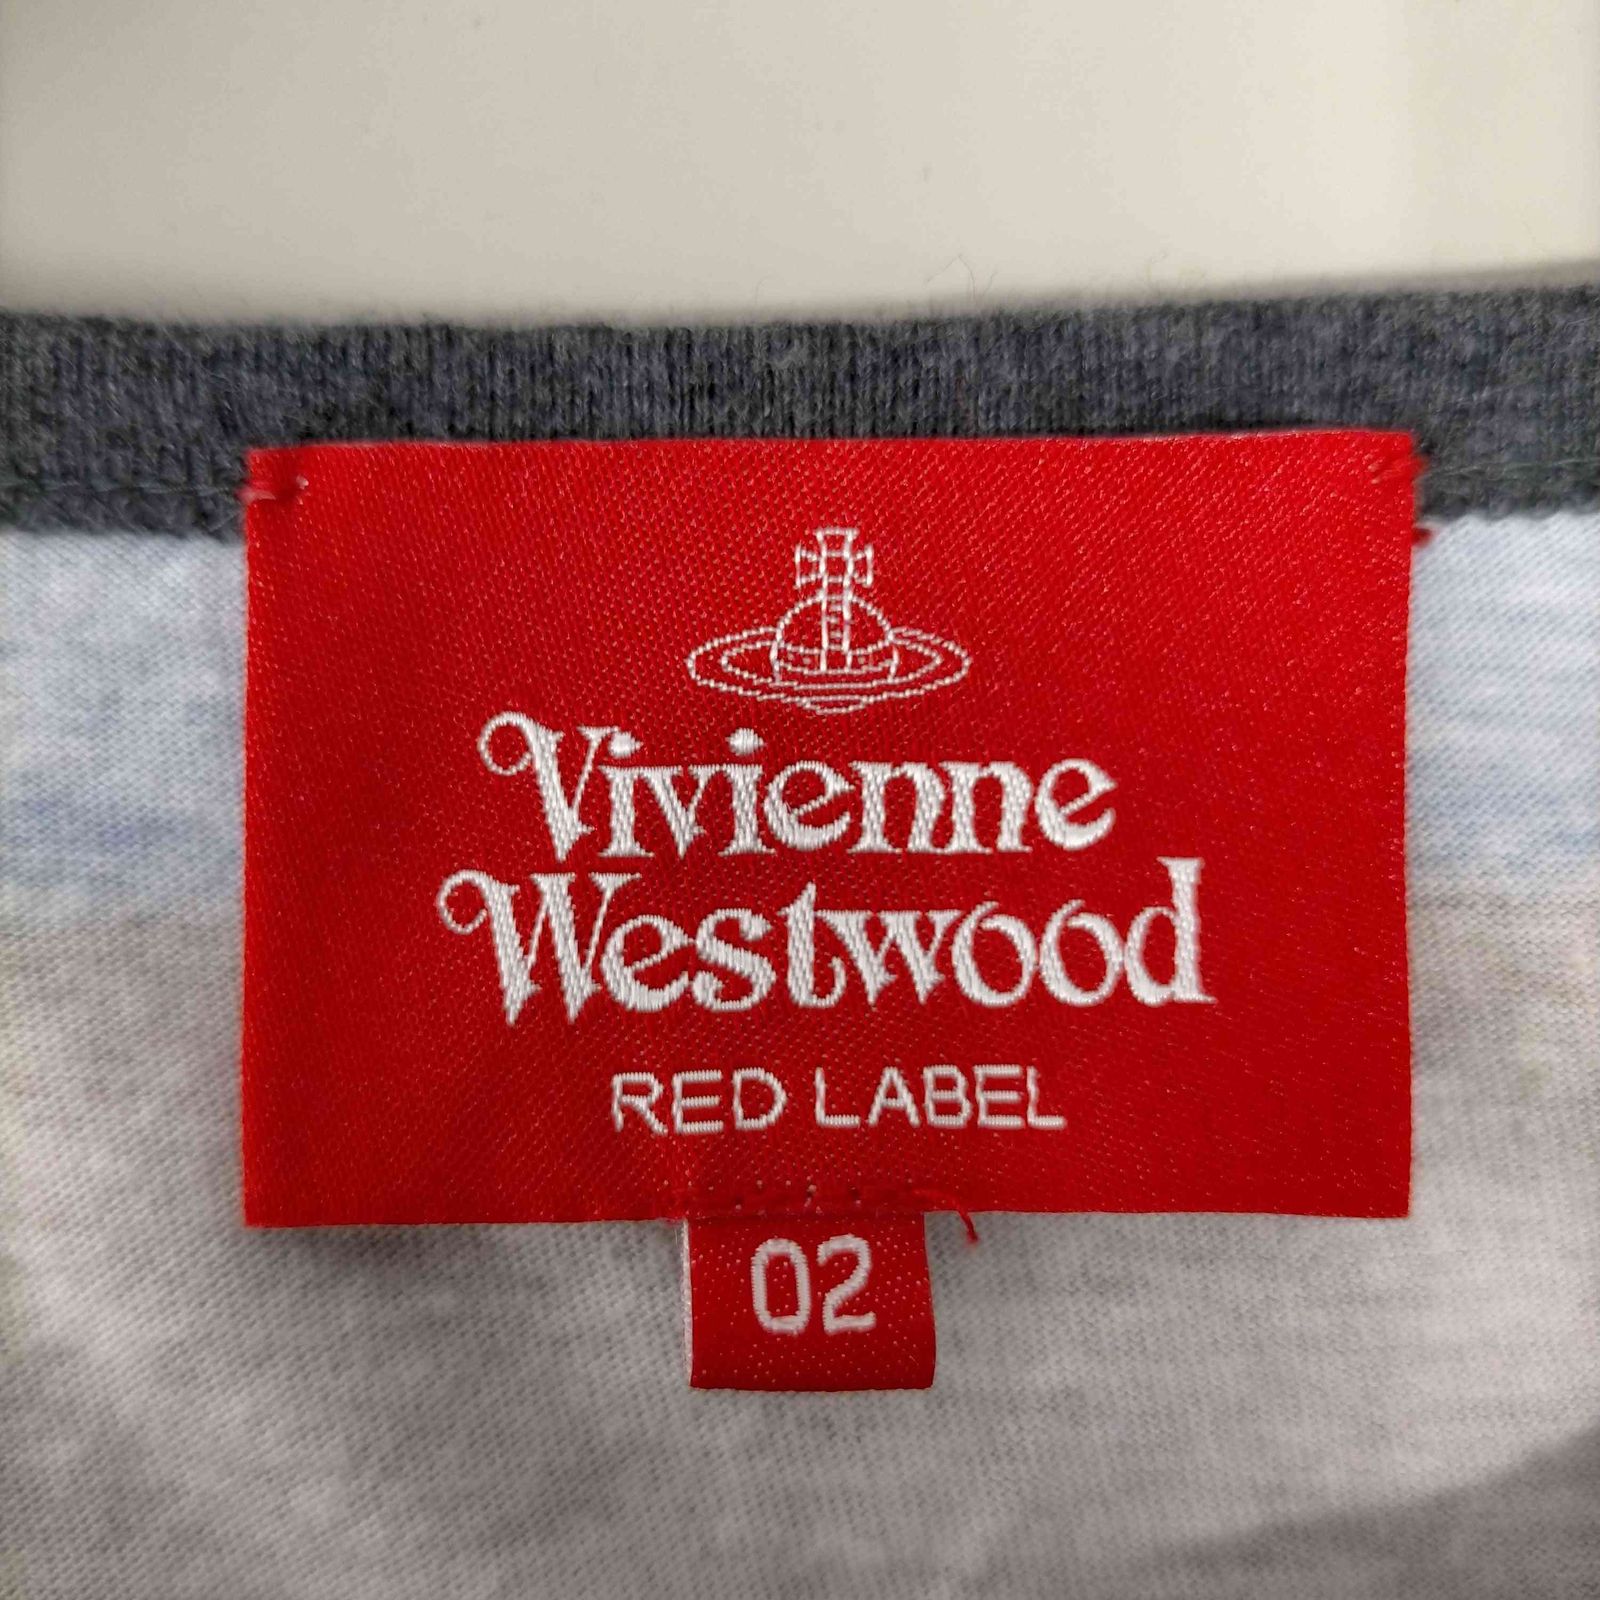 Vivienne
Westwood
RED LABEL
02